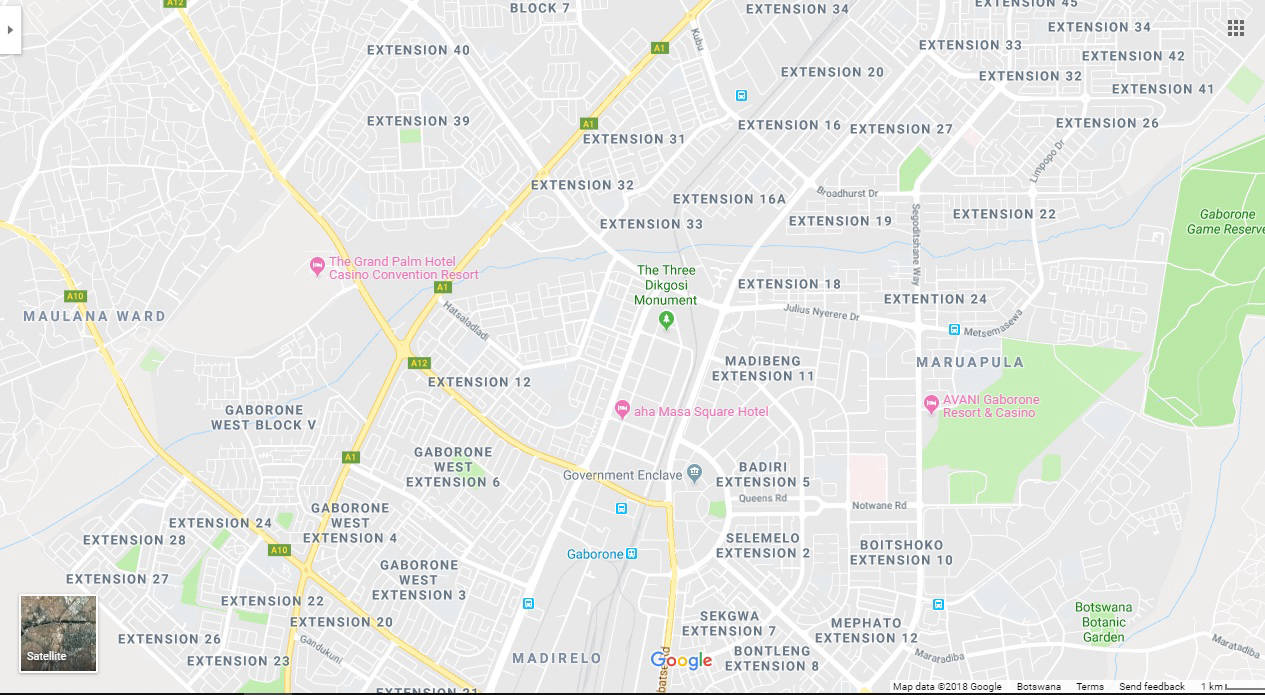 A12
BLOCK 7
EXTENSION 34
EXTENSION 45
EXTENSION 34
EXTENSION 40
A1
Kubu
EXTENSION 33
EXTENSION 42
EXTENSION 20
EXTENSION 32
EXTENSION 41
EXTENSION 39
A1
EXTENSION 31
EXTENSION 16
EXTENSION 27
EXTENSION 26
Limpopo Dr
EXTENSION 32
EXTENSION 16A
Broadhurst Dr
EXTENSION 33
EXTENSION 19
Segoditshane Way
EXTENSION 22
Gaborone
Game Reserve
The Grand Palm Hotel
Casino Convention Resort
The Three
Dikgosi
Monument
A1
A10
MAULANA WARD
Hatsaladladi
EXTENSION 18
EXTENTION 24
Julius Nyerere Dr
Metsemasewa
A12
EXTENSION 12
MADIBENG
EXTENSION 11
MARUAPULA
GABORONE
WEST BLOCK V
aha Masa Square Hotel
AVANI Gaborone
Resort & Casino
A1
GABORONE
WEST
EXTENSION 6
Government Enclave
BADIRI
EXTENSION 5
Queens Rd
Notwane Rd
GABORONE
WEST
EXTENSION 4
EXTENSION 24
EXTENSION 28
A10
Gaborone
SELEMELO
EXTENSION 2
BOITSHOKO
EXTENSION 10
EXTENSION 27
GABORONE
WEST
EXTENSION 3
EXTENSION 22
EXTENSION 20
SEKGWA
EXTENSION 7
MEPHATO
EXTENSION 12
Botswana
Botanic
Garden
EXTENSION 26
Gandukuni
EXTENSION 23
MADIRELO
BONTLENG
EXTENSION 8
Mararadiba
Maratadiba
Satellite
Google
EXTENSION 21
Map data ©2018 Google Botswana Terms Send feedback 1 km